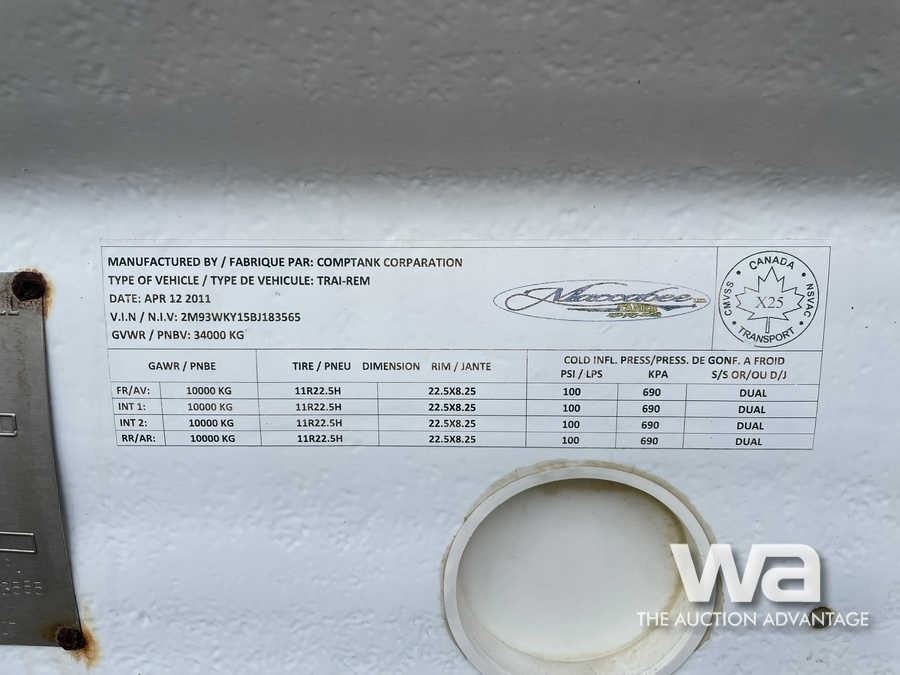 MANUFACTURED BY / FABRIQUE PAR: COMPTANK CORPARATION
TYPE OF VEHICLE / TYPE DE VEHICULE: TRAI-REM
DATE: APR 12 2011
V.I.N / N.I.V: 2M93WKY15BJ183565
GVWR / PNBV: 34000 KG
Maccabee
CANADA
CMVSS
X25
NSVAC
TRANSPORT
GAWR / PNBE TIRE / PNEU DIMENSION RIM / JANTE COLD INFL. PRESS/PRESS. DE GONF. A FROID
PSI / LPS KPA S/S OR/OU D/J
FR/AV: 10000 KG 11R22.5H 22.5X8.25 100 690 DUAL
INT 1: 10000 KG 11R22.5H 22.5X8.25 100 690 DUAL
INT 2: 10000 KG 11R22.5H 22.5X8.25 100 690 DUAL
RR/AR: 10000 KG 11R22.5H 22.5X8.25 100 690 DUAL
wa
THE AUCTION ADVANTAGE